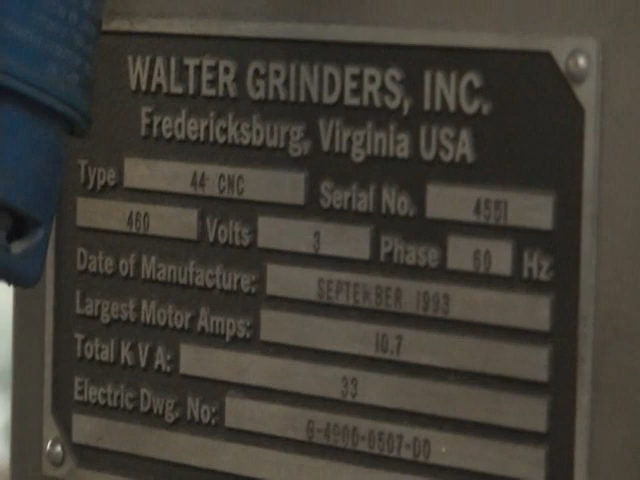 WALTER GRINDERS, INC.
Fredericksburg, Virginia USA
Type 44 CNC Serial No. 4551
460 Volts 3 Phase 60 Hz
Date of Manufacture: SEPTEMBER 1993
Largest Motor Amps: 10.7
Total K V A: 33
Electric Dwg. No: